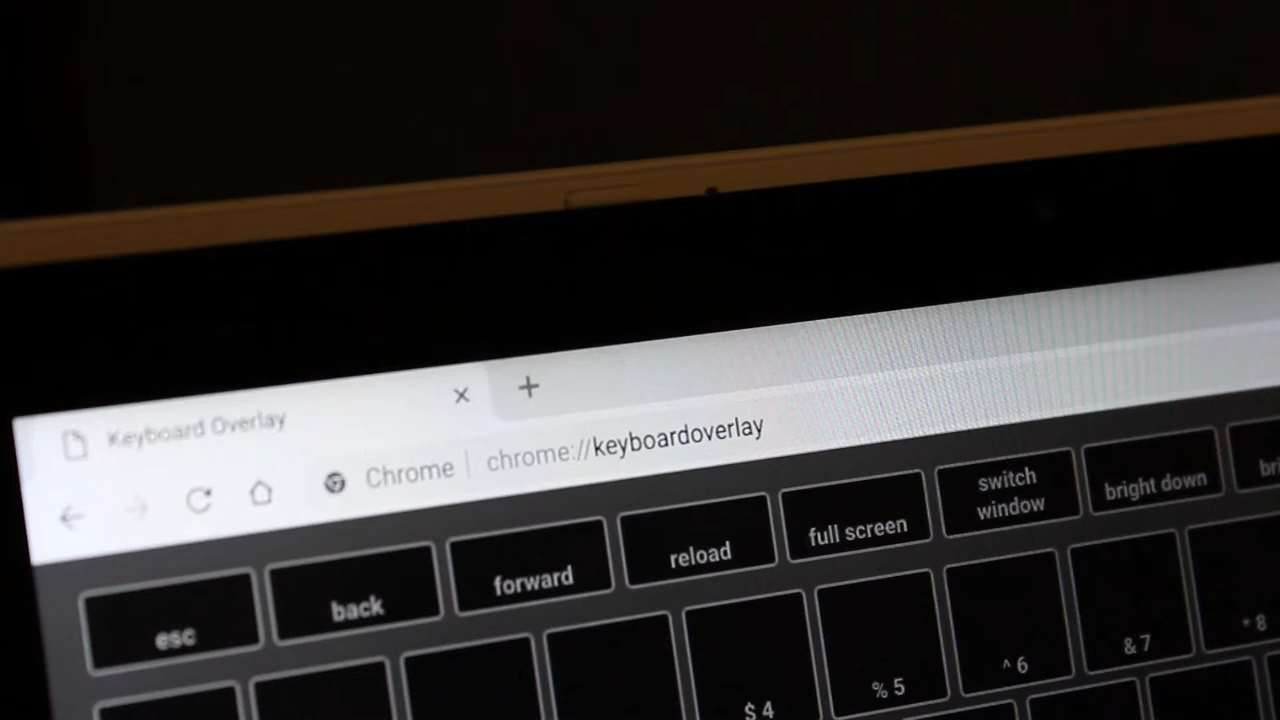 Keyboard Overlay
Chrome | chrome://keyboardoverlay
esc
back
forward
reload
full screen
switch
window
bright down
$ 4
% 5
^ 6
& 7
* 8